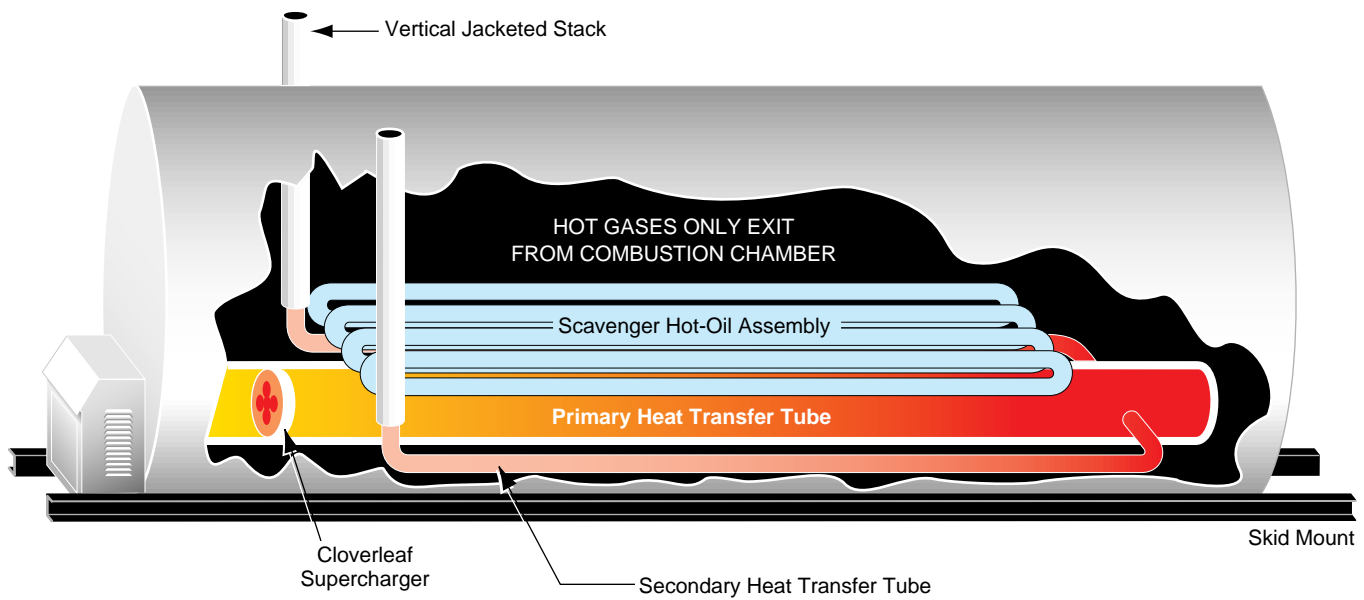 Vertical Jacketed Stack
HOT GASES ONLY EXIT
FROM COMBUSTION CHAMBER
Scavenger Hot-Oil Assembly
Primary Heat Transfer Tube
Skid Mount
Cloverleaf
Supercharger
Secondary Heat Transfer Tube